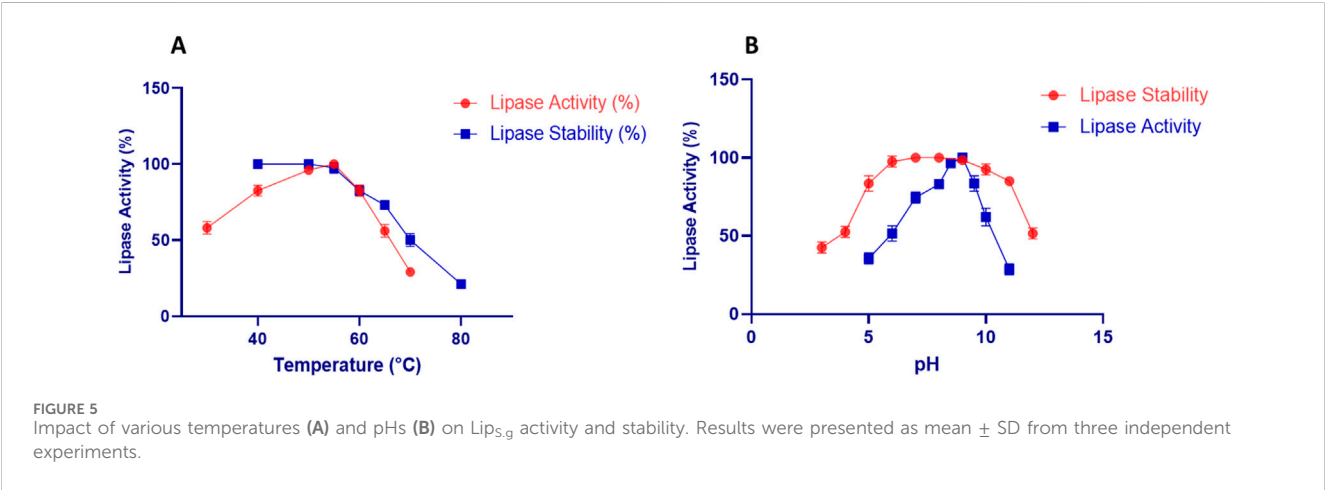 A
Lipase Activity (%)
Lipase Stability (%)
150
100
50
0
40
60
80
Lipase Activity (%)
Temperature (°C)
B
Lipase Stability
Lipase Activity
150
100
50
0
0
5
10
15
Lipase Activity (%)
pH
FIGURE 5
Impact of various temperatures (A) and pHs (B) on LipS.g activity and stability. Results were presented as mean ± SD from three independent
experiments.